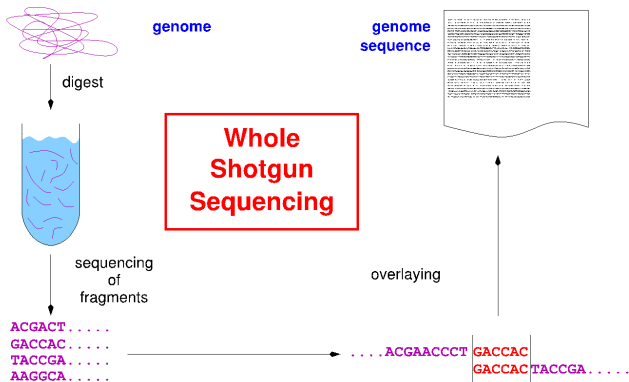 genome
genome
sequence
digest
Whole
Shotgun
Sequencing
sequencing
of
fragments
overlaying
ACGACT.....
GACCAC.....
TACCGA.....
AAGGCA.....
....ACGAACCCT GACCAC
GACCAC TACCGA.....